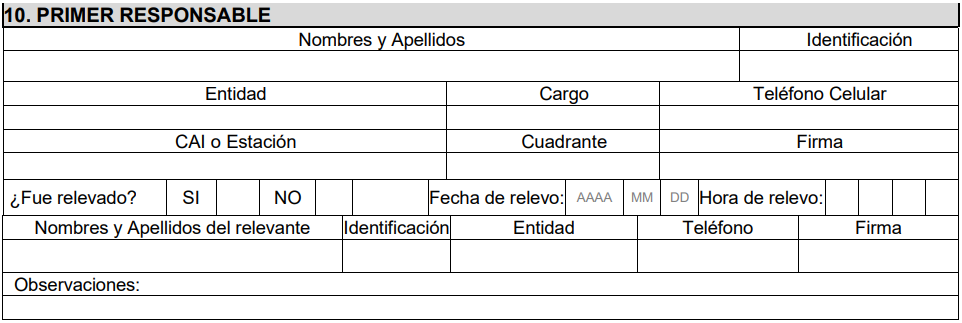 10. PRIMER RESPONSABLE
Nombres y Apellidos Identificación
Entidad Cargo Teléfono Celular
CAI o Estación Cuadrante Firma
¿Fue relevado? SI NO Fecha de relevo: AAAA MM DD Hora de relevo:
Nombres y Apellidos del relevante Identificación Entidad Teléfono Firma
Observaciones: